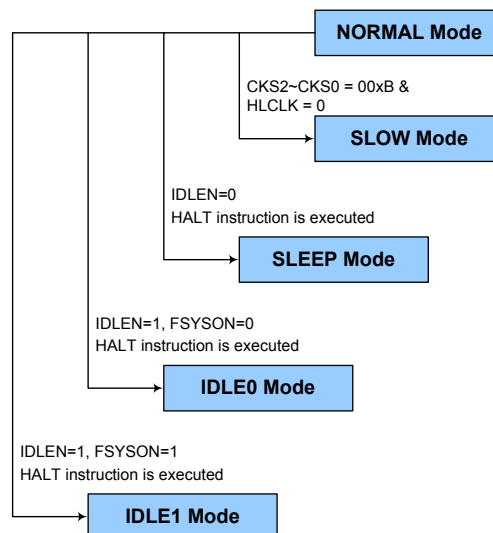 NORMAL Mode
CKS2~CKS0 = 00xB &
HLCLK = 0
SLOW Mode
IDLEN=0
HALT instruction is executed
SLEEP Mode
IDLEN=1, FSYSON=0
HALT instruction is executed
IDLE0 Mode
IDLEN=1, FSYSON=1
HALT instruction is executed
IDLE1 Mode